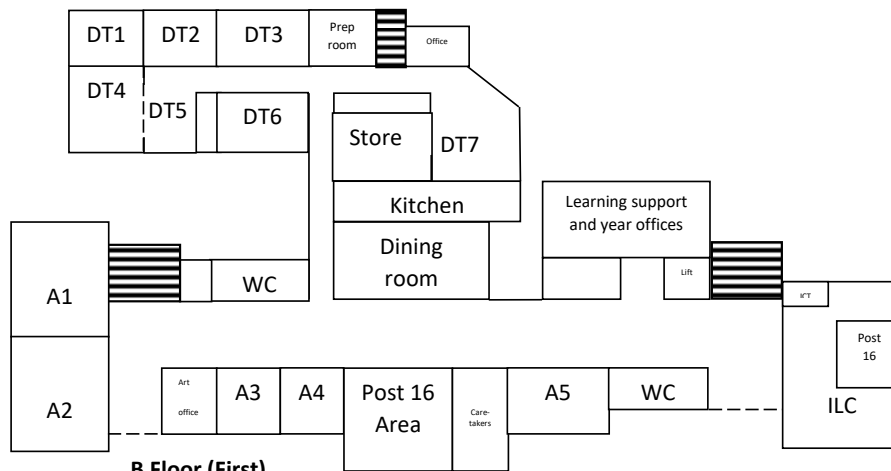 DT1
DT2
DT3
Prep
room
Office
DT4
DT5
DT6
Store
DT7
Kitchen
Learning support
and year offices
Dining
room
WC
Lift
A1
ICT
Post
16
A2
Art
office
A3
A4
Post 16
Area
Care-
takers
A5
WC
ILC
B Floor (First)